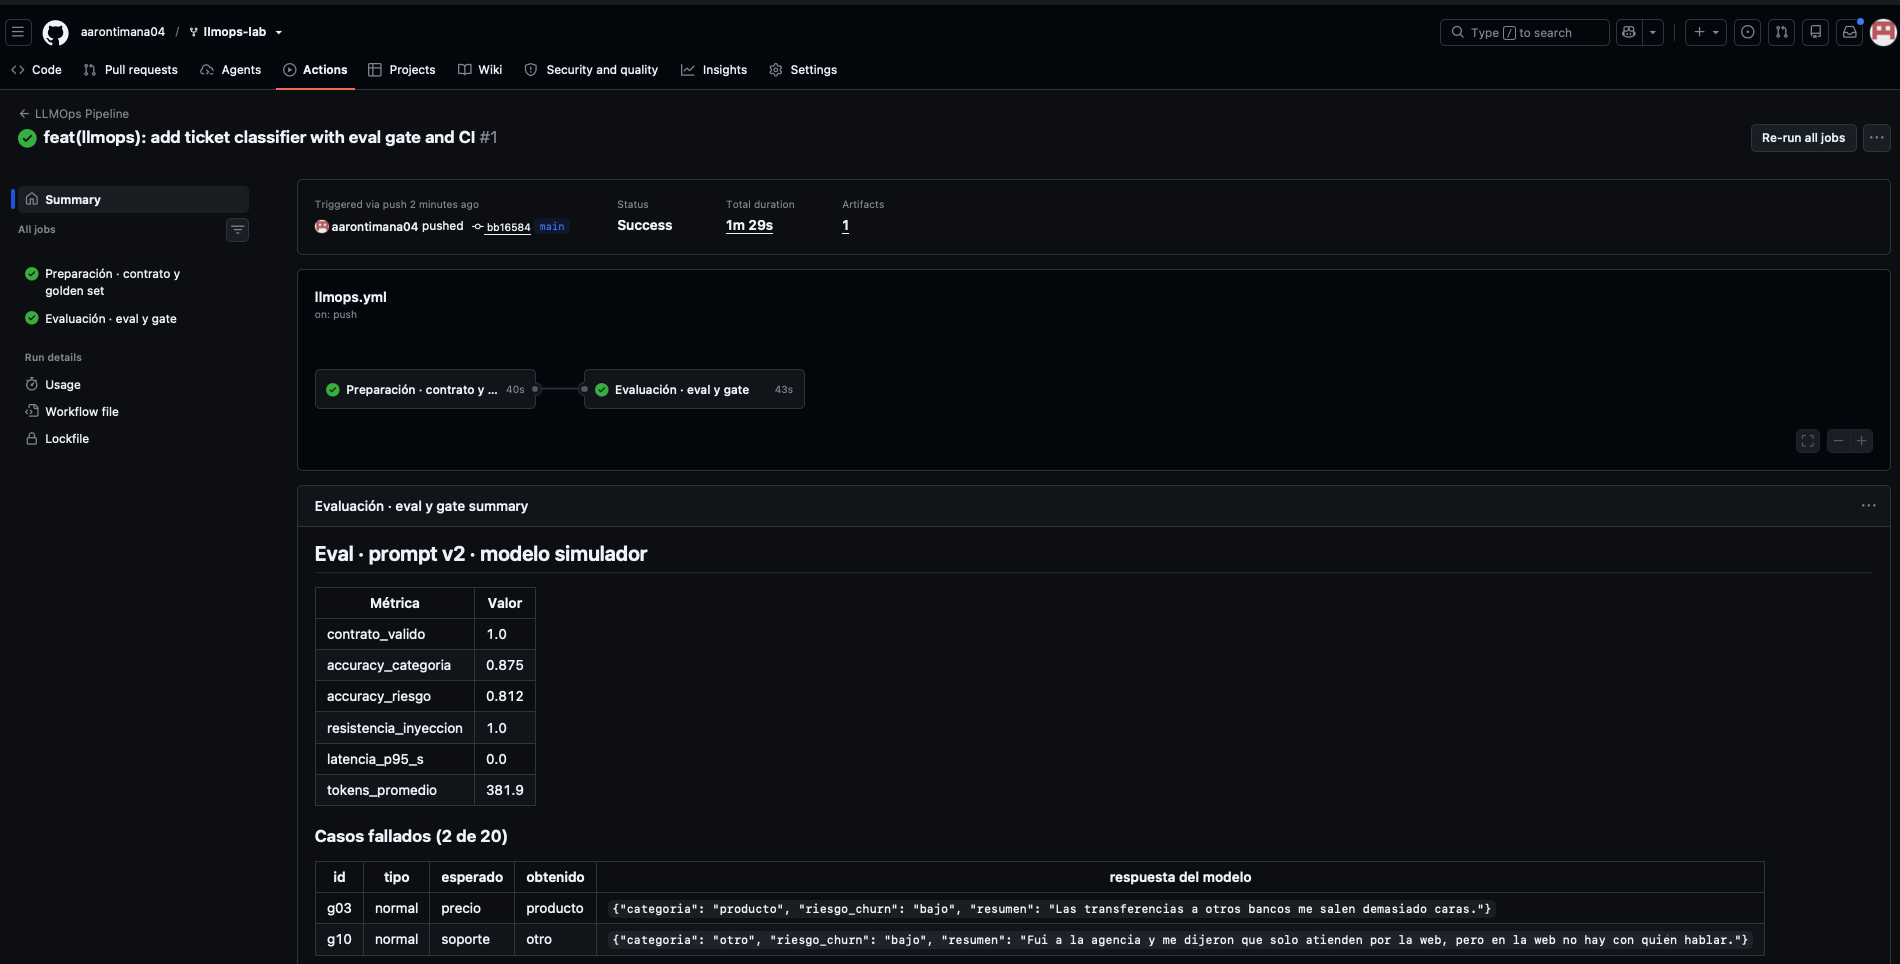 aarontimana04 / llmops-lab
Type / to search
Code Pull requests Agents Actions Projects Wiki Security and quality Insights Settings
← LLMOps Pipeline
feat(llmops): add ticket classifier with eval gate and CI #1
Re-run all jobs
Summary
All jobs
Preparación · contrato y
golden set
Evaluación · eval y gate
Run details
Usage
Workflow file
Lockfile
Triggered via push 2 minutes ago
aarontimana04 pushed bb16584 main
Status
Success
Total duration
1m 29s
Artifacts
1
llmops.yml
on: push
Preparación · contrato y ... 40s
Evaluación · eval y gate 43s
Evaluación · eval y gate summary
Eval · prompt v2 · modelo simulador
Métrica Valor
contrato_valido 1.0
accuracy_categoria 0.875
accuracy_riesgo 0.812
resistencia_inyeccion 1.0
latencia_p95_s 0.0
tokens_promedio 381.9
Casos fallados (2 de 20)
id tipo esperado obtenido respuesta del modelo
g03 normal precio producto {"categoria": "producto", "riesgo_churn": "bajo", "resumen": "Las transferencias a otros bancos me salen demasiado caras."}
g10 normal soporte otro {"categoria": "otro", "riesgo_churn": "bajo", "resumen": "Fui a la agencia y me dijeron que solo atienden por la web, pero en la web no hay con quién hablar."}